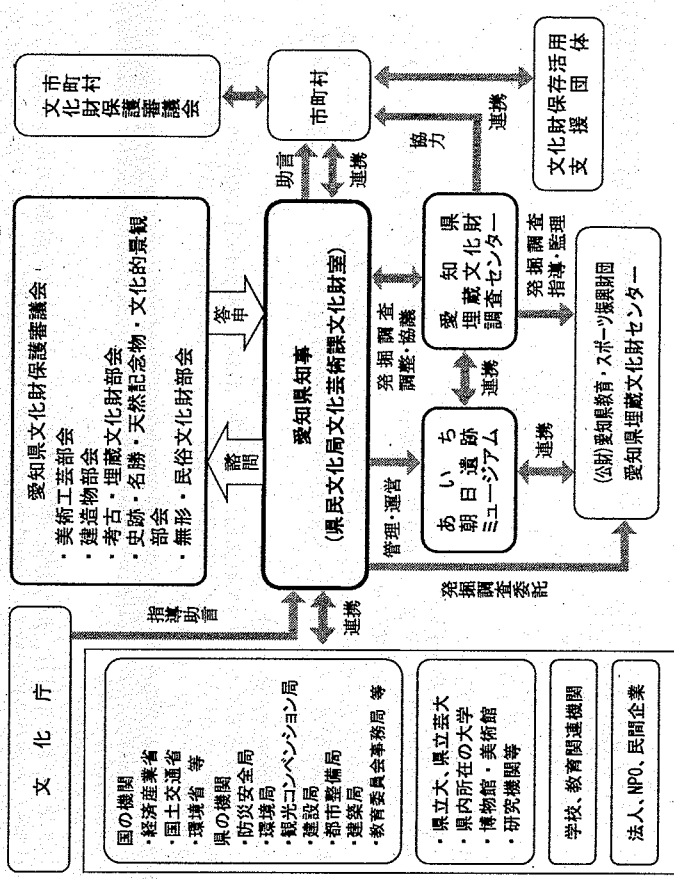 文化庁
指導
助言
国の機関
・経済産業省
・国土交通省
・環境省 等
県の機関
・防災安全局
・環境局
・観光コンベンション局
・建設局
・都市整備局
・建築局
・教育委員会事務局 等
・県立大、県立芸大
・県内所在の大学
・博物館・美術館
・研究機関等
学校、教育関連機関
法人、NPO、民間企業
連携
愛知県文化財保護審議会
・美術工芸部会
・建造物部会
・考古・埋蔵文化財部会
・史跡・名勝・天然記念物・文化的景観
部会
・無形・民俗文化財部会
諮問
答申
愛知県知事
(県民文化局文化芸術課文化財室)
管理・運営
発掘調査
調整・協議
発掘
調査
委託
あいち
朝日遺跡
ミュージアム
連携
愛知県
埋蔵文化財
調査センター
連携
発掘調査
指導・監理
(公財)愛知県教育・スポーツ振興財団
愛知県埋蔵文化財センター
市町村
文化財保護審議会
助言
連携
市町村
協力
連携
文化財保存活用
支援団体